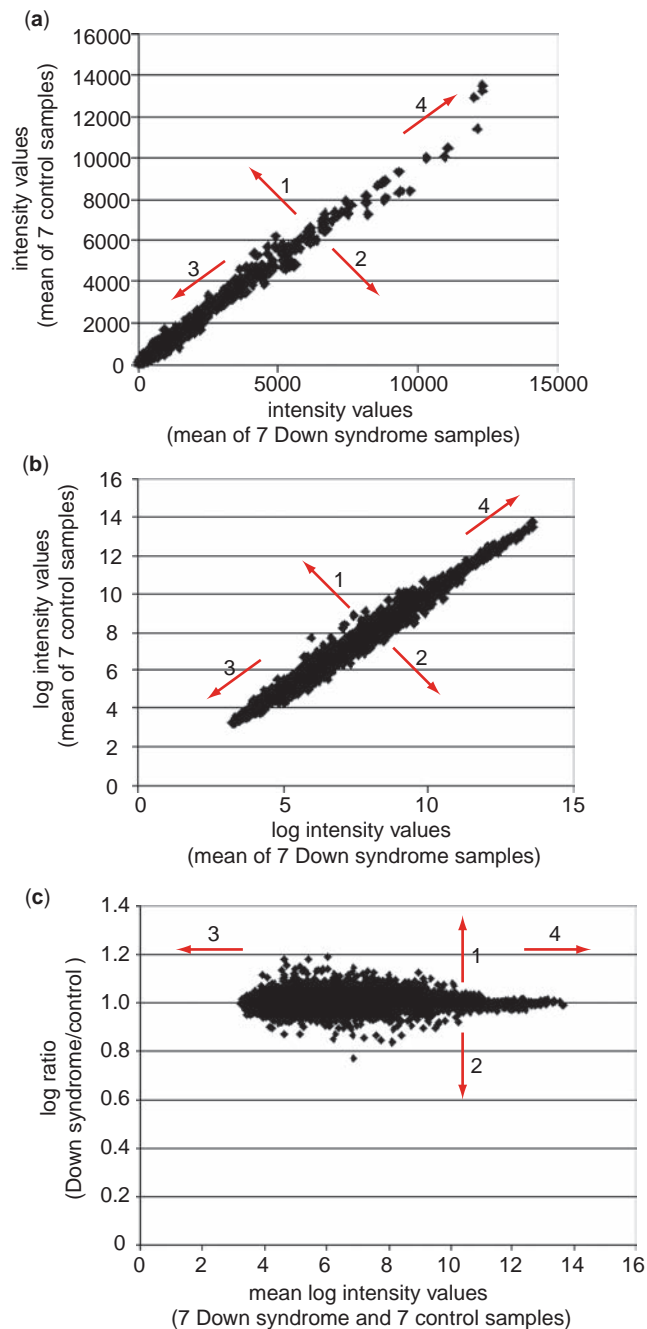 (a)
16000
14000
12000
10000
8000
6000
4000
2000
0
intensity values
(mean of 7 control samples)
1
2
3
4
0 5000 10000 15000
intensity values
(mean of 7 Down syndrome samples)
(b)
16
14
12
10
8
6
4
2
0
log intensity values
(mean of 7 control samples)
4
1
3
2
0 5 10 15
log intensity values
(mean of 7 Down syndrome samples)
(c)
1.4
1.2
1.0
0.8
0.6
0.4
0.2
0
log ratio
(Down syndrome/control )
3
1
4
2
0 2 4 6 8 10 12 14 16
mean log intensity values
(7 Down syndrome and 7 control samples)